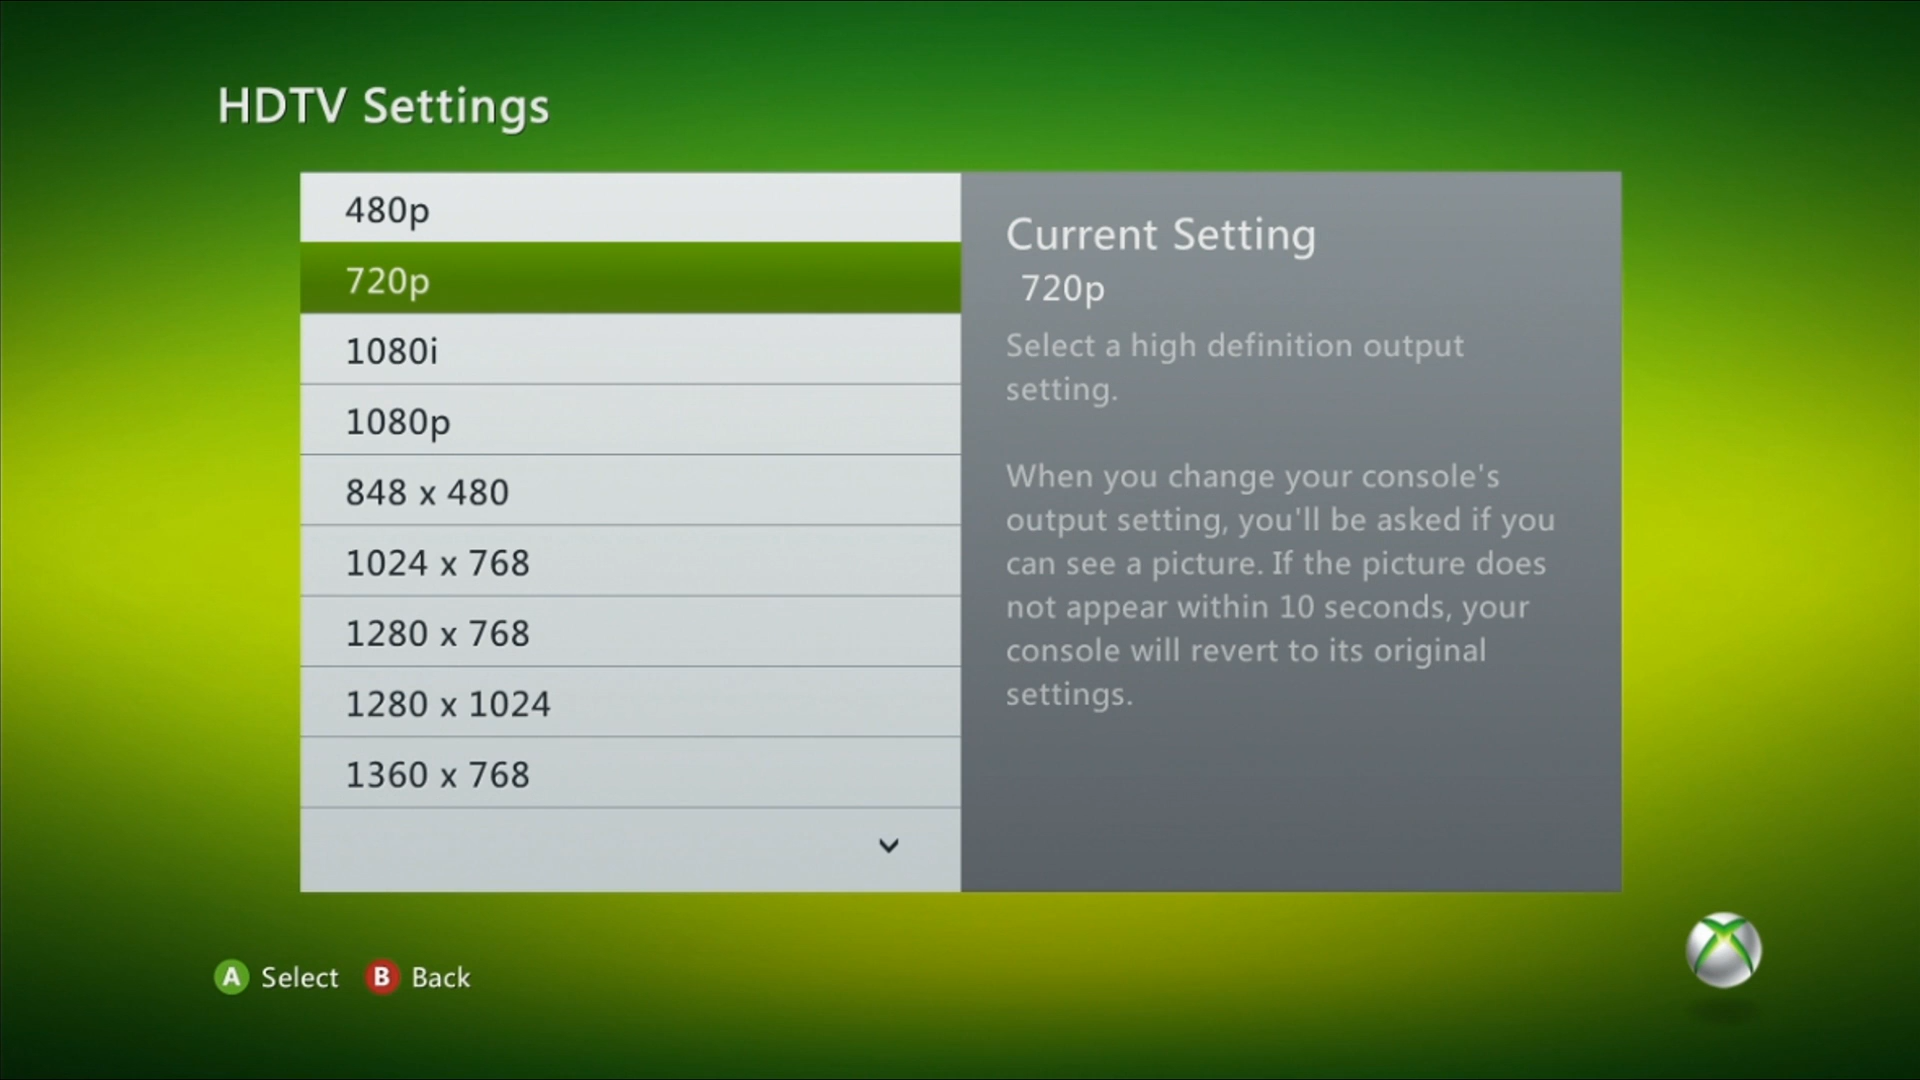 HDTV Settings
480p
720p
1080i
1080p
848 x 480
1024 x 768
1280 x 768
1280 x 1024
1360 x 768
Current Setting
720p
Select a high definition output
setting.
When you change your console's
output setting, you'll be asked if you
can see a picture. If the picture does
not appear within 10 seconds, your
console will revert to its original
settings.
A Select B Back